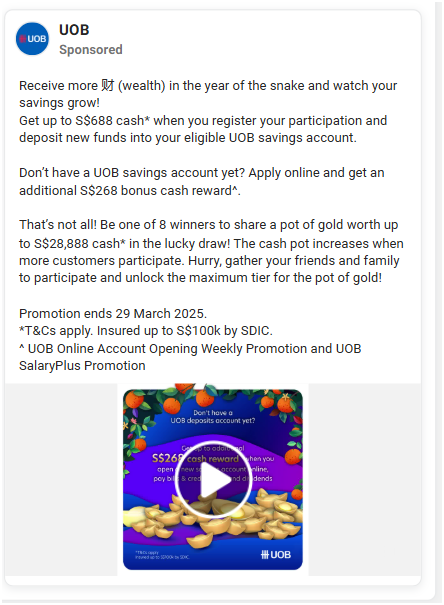 UOB
UOB
Sponsored
Receive more 财 (wealth) in the year of the snake and watch your
savings grow!
Get up to S$688 cash* when you register your participation and
deposit new funds into your eligible UOB savings account.
Don’t have a UOB savings account yet? Apply online and get an
additional S$268 bonus cash reward^.
That’s not all! Be one of 8 winners to share a pot of gold worth up
to S$28,888 cash* in the lucky draw! The cash pot increases when
more customers participate. Hurry, gather your friends and family
to participate and unlock the maximum tier for the pot of gold!
Promotion ends 29 March 2025.
*T&Cs apply. Insured up to S$100k by SDIC.
^ UOB Online Account Opening Weekly Promotion and UOB
SalaryPlus Promotion
Don't have a
UOB deposits account yet?
up to additional
S$268 cash reward when you
open a new savings account online,
pay bills & credit and dividends
*T&Cs apply
Insured up to S$100k by SDIC.
UOB